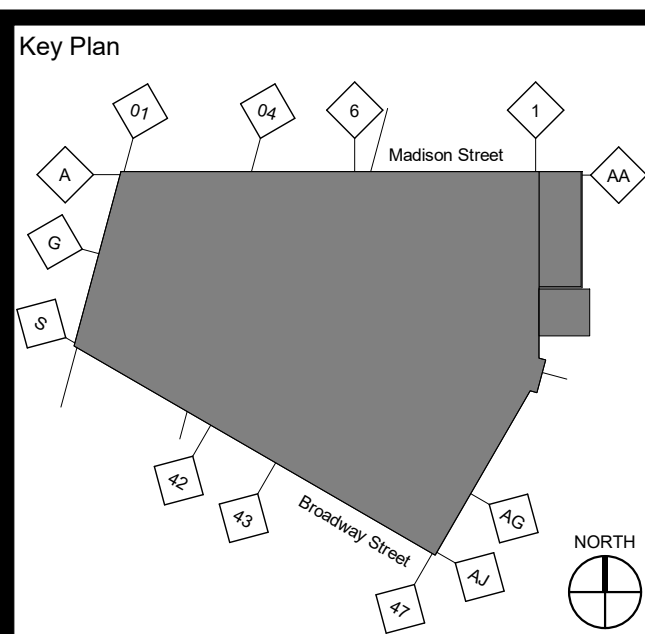 Key Plan
01
04
6
1
Madison Street
A
AA
G
S
42
43
Broadway Street
AG
NORTH
AJ
47